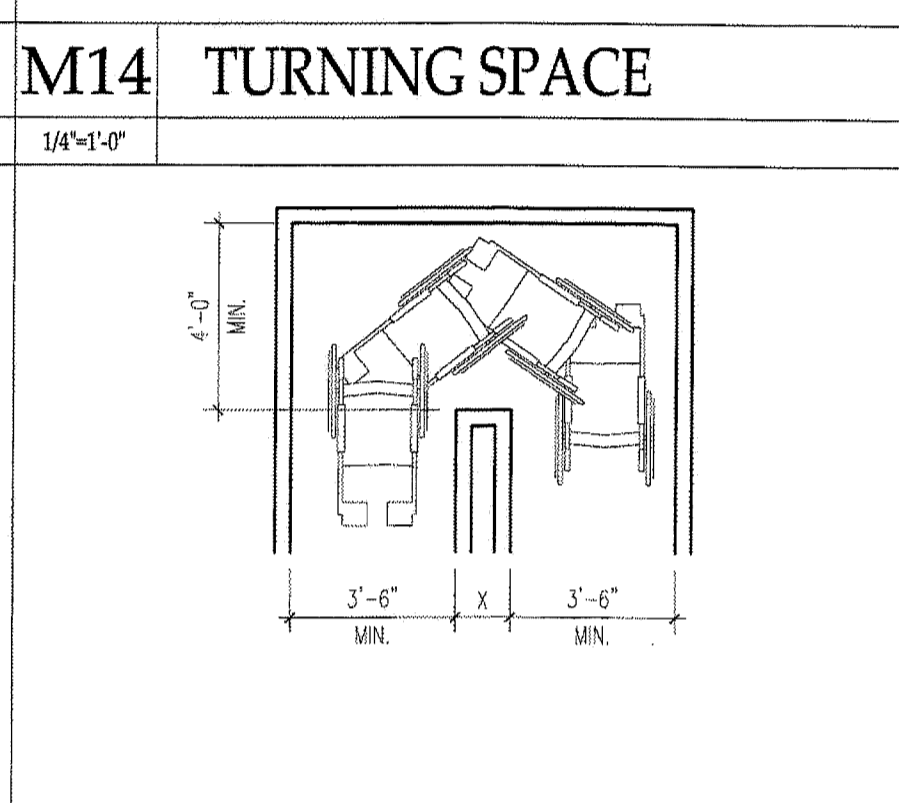 M14 TURNING SPACE
1/4"=1'-0"
4'-0"
MIN.
3'-6" X 3'-6"
MIN. MIN.